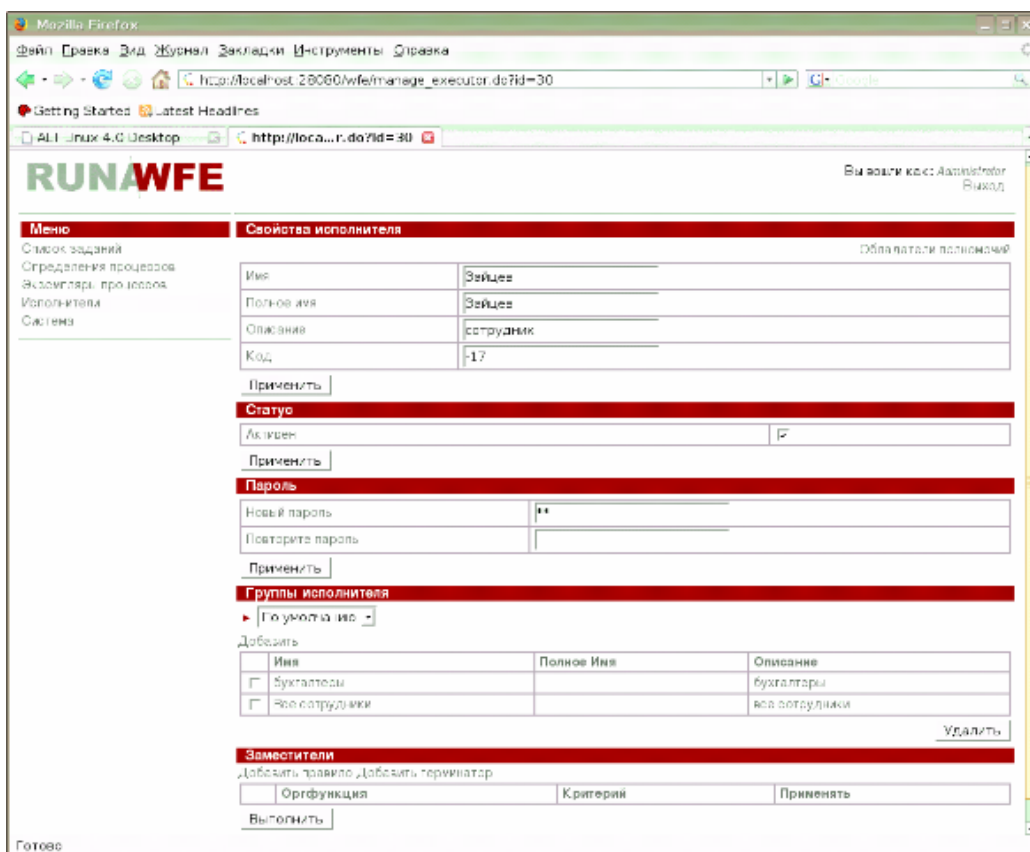 Mozilla Firefox
Файл Правка Вид Журнал Закладки Инструменты Справка
http://localhost:28080/wfe/manage_executor.do?id=30 Google
Getting Started Latest Headlines
ALT Linux 4.0 Desktop http://loca...r.do?id=30
RUNAWFE
Вы вошли как: Administrator
Выход
Меню
Список заданий
Определения процессов
Экземпляры процессов
Исполнители
Система
Свойства исполнителя
Обладатели полномочий
Имя Зайцев
Полное имя Зайцев
Описание сотрудник
Код -17
Применить
Статус
Активен
Применить
Пароль
Новый пароль **
Повторите пароль
Применить
Группы исполнителя
По умолчанию
Добавить
Имя Полное Имя Описание
бухгалтеры бухгалтеры
Все сотрудники все сотрудники
Удалить
Заместители
Добавить правило Добавить терминатор
Оргфункция Критерий Применять
Выполнить
Готово